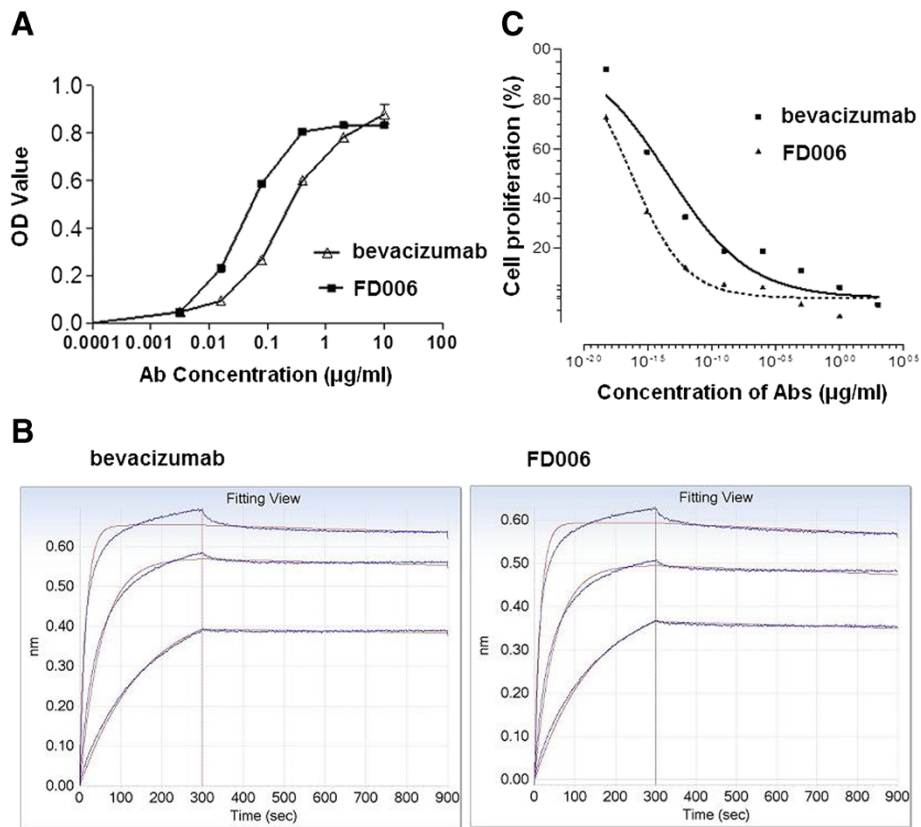 A
1.0
0.8
0.6
0.4
0.2
0.0
OD Value
0.0001 0.001 0.01 0.1 1 10 100
Ab Concentration (µg/ml)
bevacizumab
FD006
C
00
80
60
40
20
Cell proliferation (%)
bevacizumab
FD006
10-2.0 10-1.5 10-1.0 10-0.5 100.0 100.5
Concentration of Abs (µg/ml)
B
bevacizumab
Fitting View
0.60
0.50
0.40
0.30
0.20
0.10
0.00
nm
0 100 200 300 400 500 600 700 800 900
Time (sec)
FD006
Fitting View
0.60
0.50
0.40
0.30
0.20
0.10
0.00
nm
0 100 200 300 400 500 600 700 800 900
Time (sec)